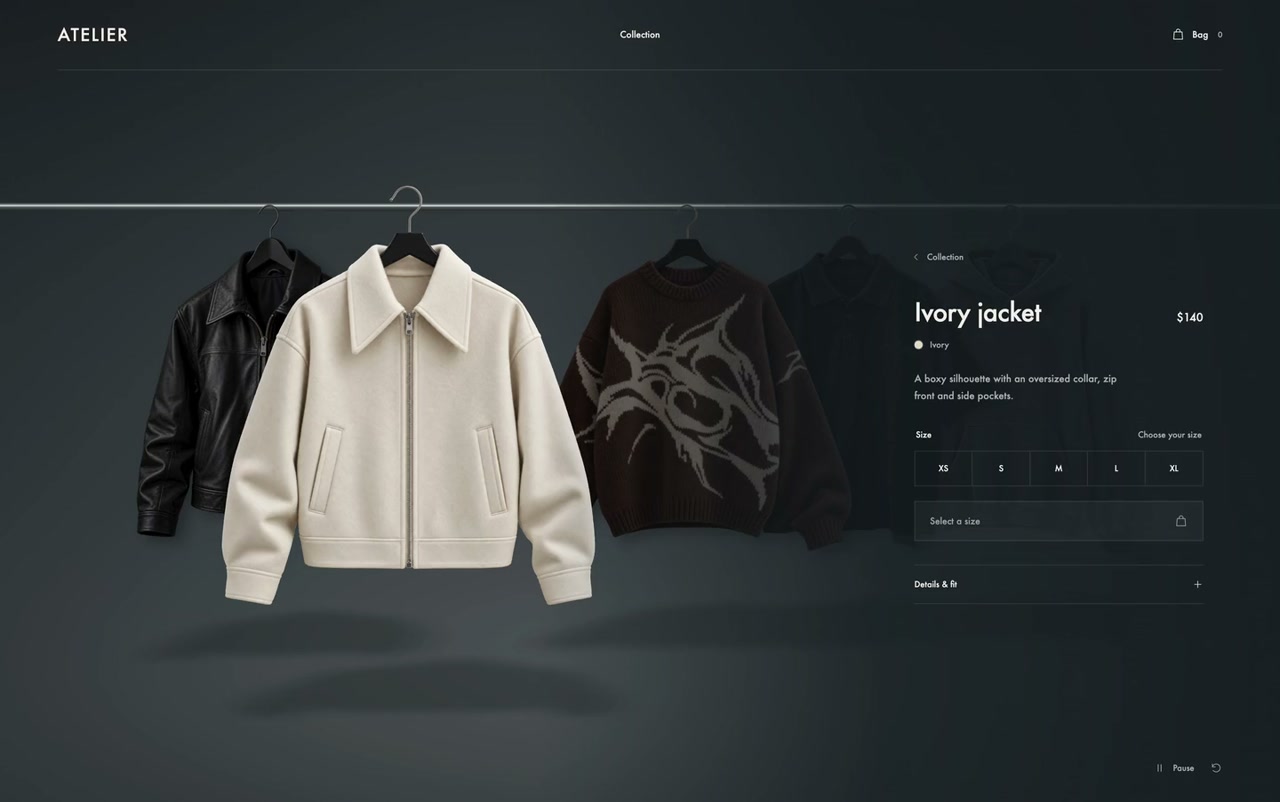 ATELIER
Collection
Bag 0
Collection
Ivory jacket
$140
Ivory
A boxy silhouette with an oversized collar, zip
front and side pockets.
Size
Choose your size
XS S M L XL
Select a size
Details & fit
Pause